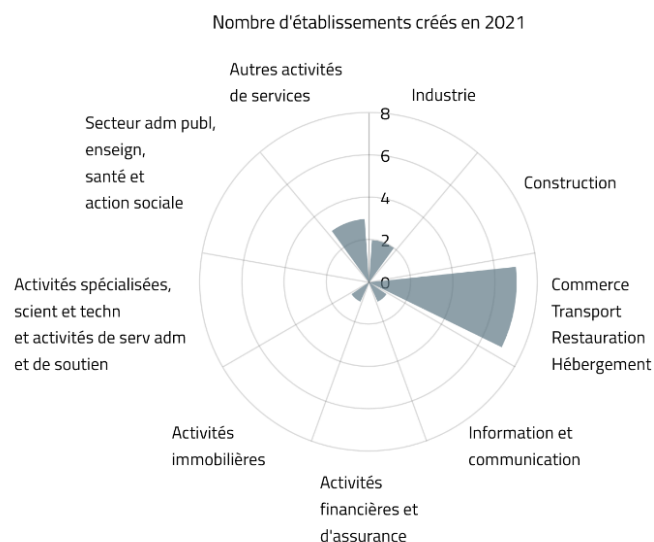 Nombre d'établissements créés en 2021
Autres activités
de services
Industrie
Secteur adm publ,
enseign,
santé et
action sociale
Construction
8
6
4
2
0
Activités spécialisées,
scient et techn
et activités de serv adm
et de soutien
Commerce
Transport
Restauration
Hébergement
Activités
immobilières
Information et
communication
Activités
financières et
d'assurance